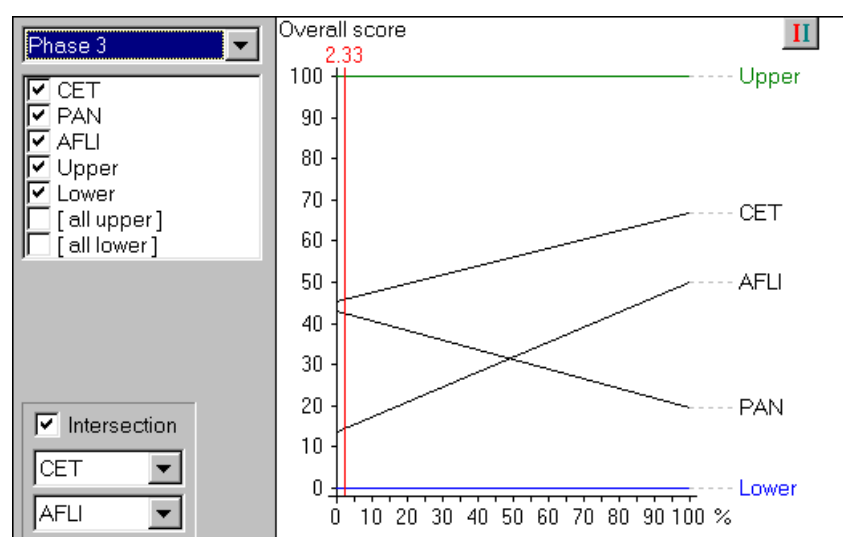 Phase 3
CET
PAN
AFLI
Upper
Lower
[ all upper ]
[ all lower ]
Intersection
CET
AFLI
Overall score
2.33
II
100
90
80
70
60
50
40
30
20
10
0
Upper
CET
AFLI
PAN
Lower
0 10 20 30 40 50 60 70 80 90 100 %